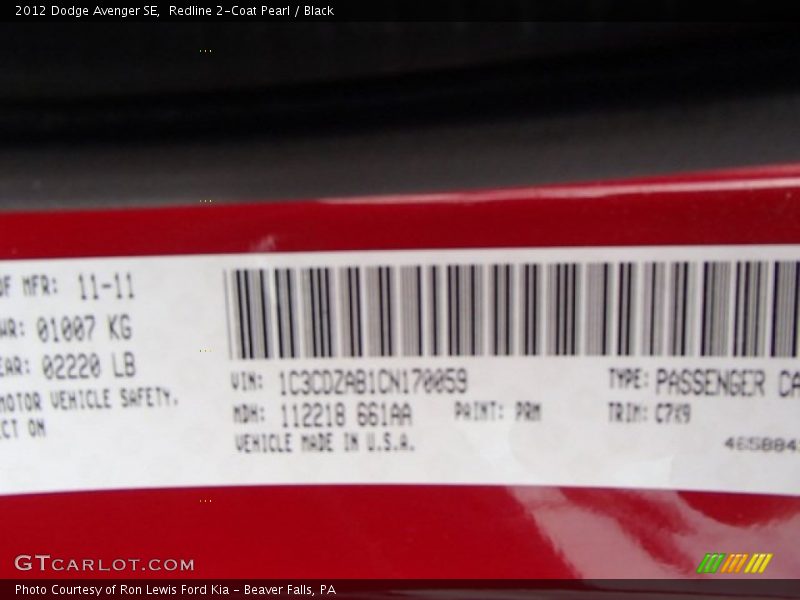 2012 Dodge Avenger SE,  Redline 2-Coat Pearl / Black
OF MFR: 11-11
WR: 01007 KG
EAR: 02220 LB
MOTOR VEHICLE SAFETY.
ECT ON
VIN: 1C3CDZAB1CN170059
MDH: 112218 661AA
PAINT: PRM
VEHICLE MADE IN U.S.A.
TYPE: PASSENGER CA
TRIM: C7X9
465884
GTCARLOT.COM
Photo Courtesy of Ron Lewis Ford Kia - Beaver Falls, PA